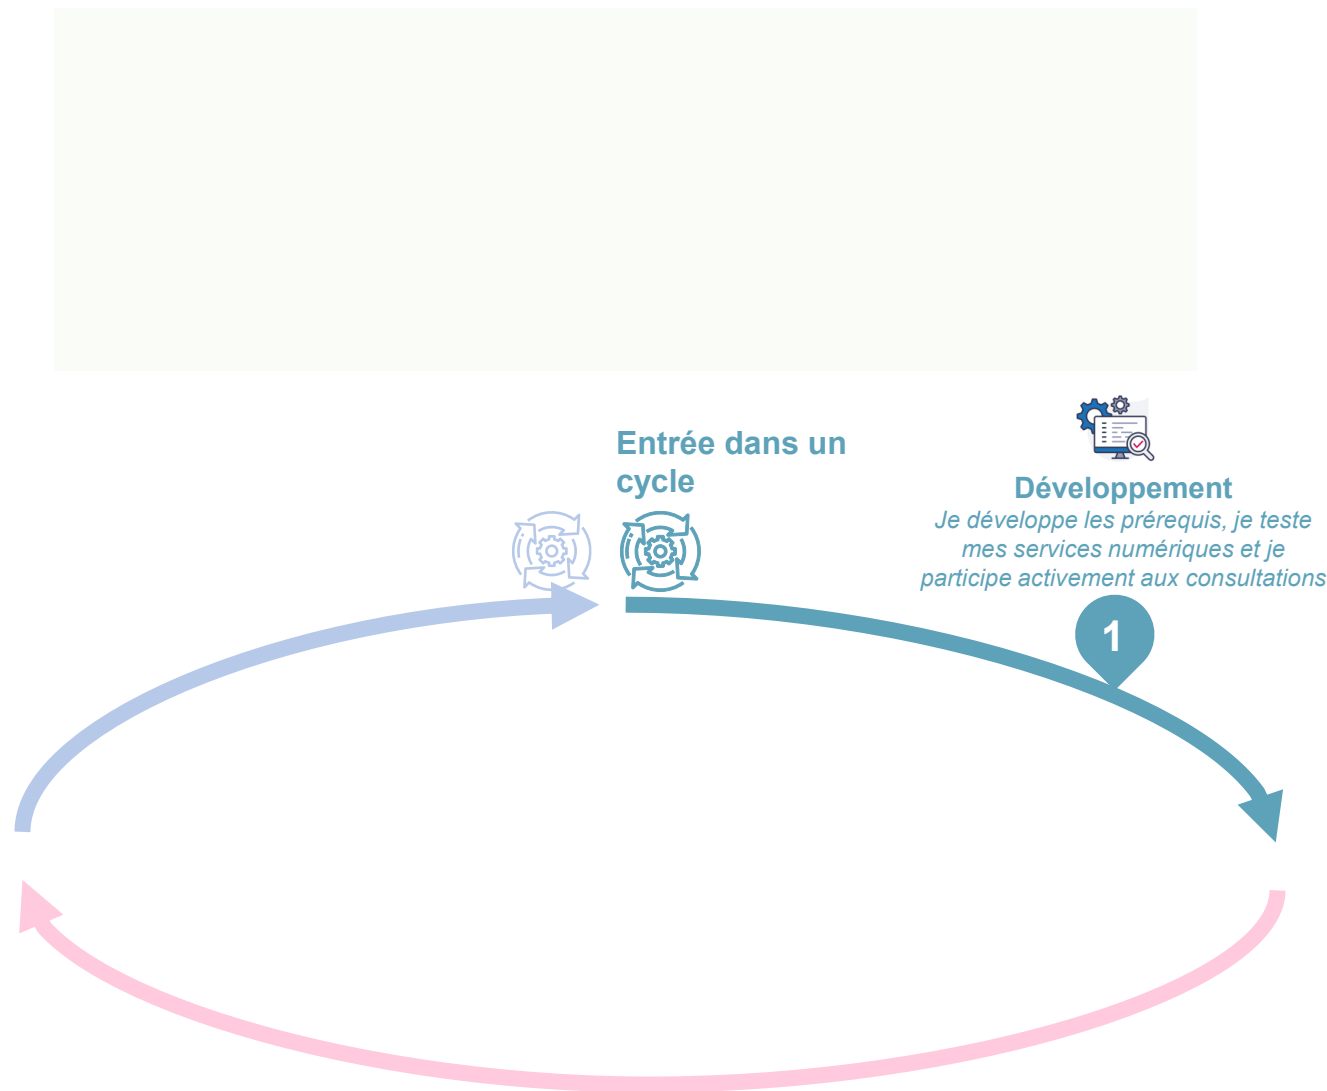 Entrée dans un
cycle
Développement
Je développe les prérequis, je teste
mes services numériques et je
participe activement aux consultations
1